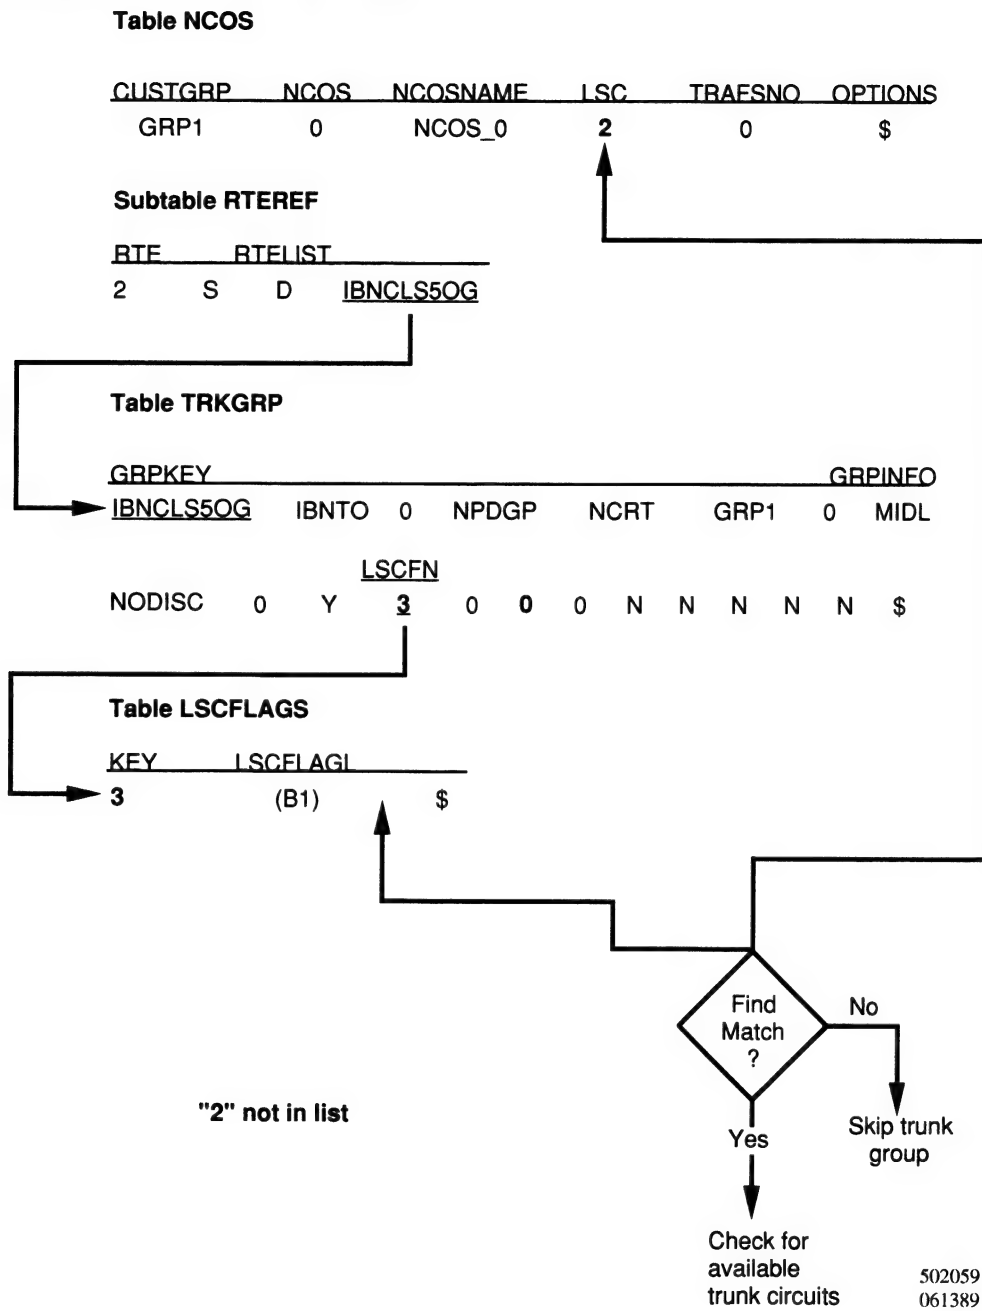 Table NCOS
CUSTGRP NCOS NCOSNAME LSC TRAFSNO OPTIONS
GRP1 0 NCOS_0 2 0 $
Subtable RTEREF
RTE RTELIST
2 S D IBNCLS5OG
Table TRKGRP
GRPKEY GRPINFO
IBNCLS5OG IBNTO 0 NPDGP NCRT GRP1 0 MIDL
LSCFN
NODISC 0 Y 3 0 0 0 N N N N N $
Table LSCFLAGS
KEY LSCFLAGL
3 (B1) $
Find
Match
?
No
"2" not in list
Skip trunk
group
Yes
Check for
available
trunk circuits
502059
061389